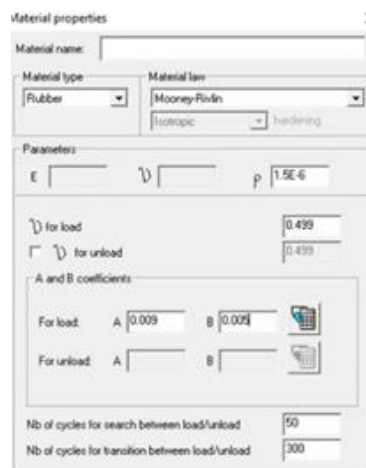 Material properties
Material name:
Material type
Material law
Rubber
Mooney-Rivlin
Isotropic hardening
Parameters
E υ ρ 1.5E-6
υ for load 0.499
υ for unload 0.499
A and B coefficients
For load: A 0.009 B 0.005
For unload: A B
Nb of cycles for search between load/unload 50
Nb of cycles for transition between load/unload 300